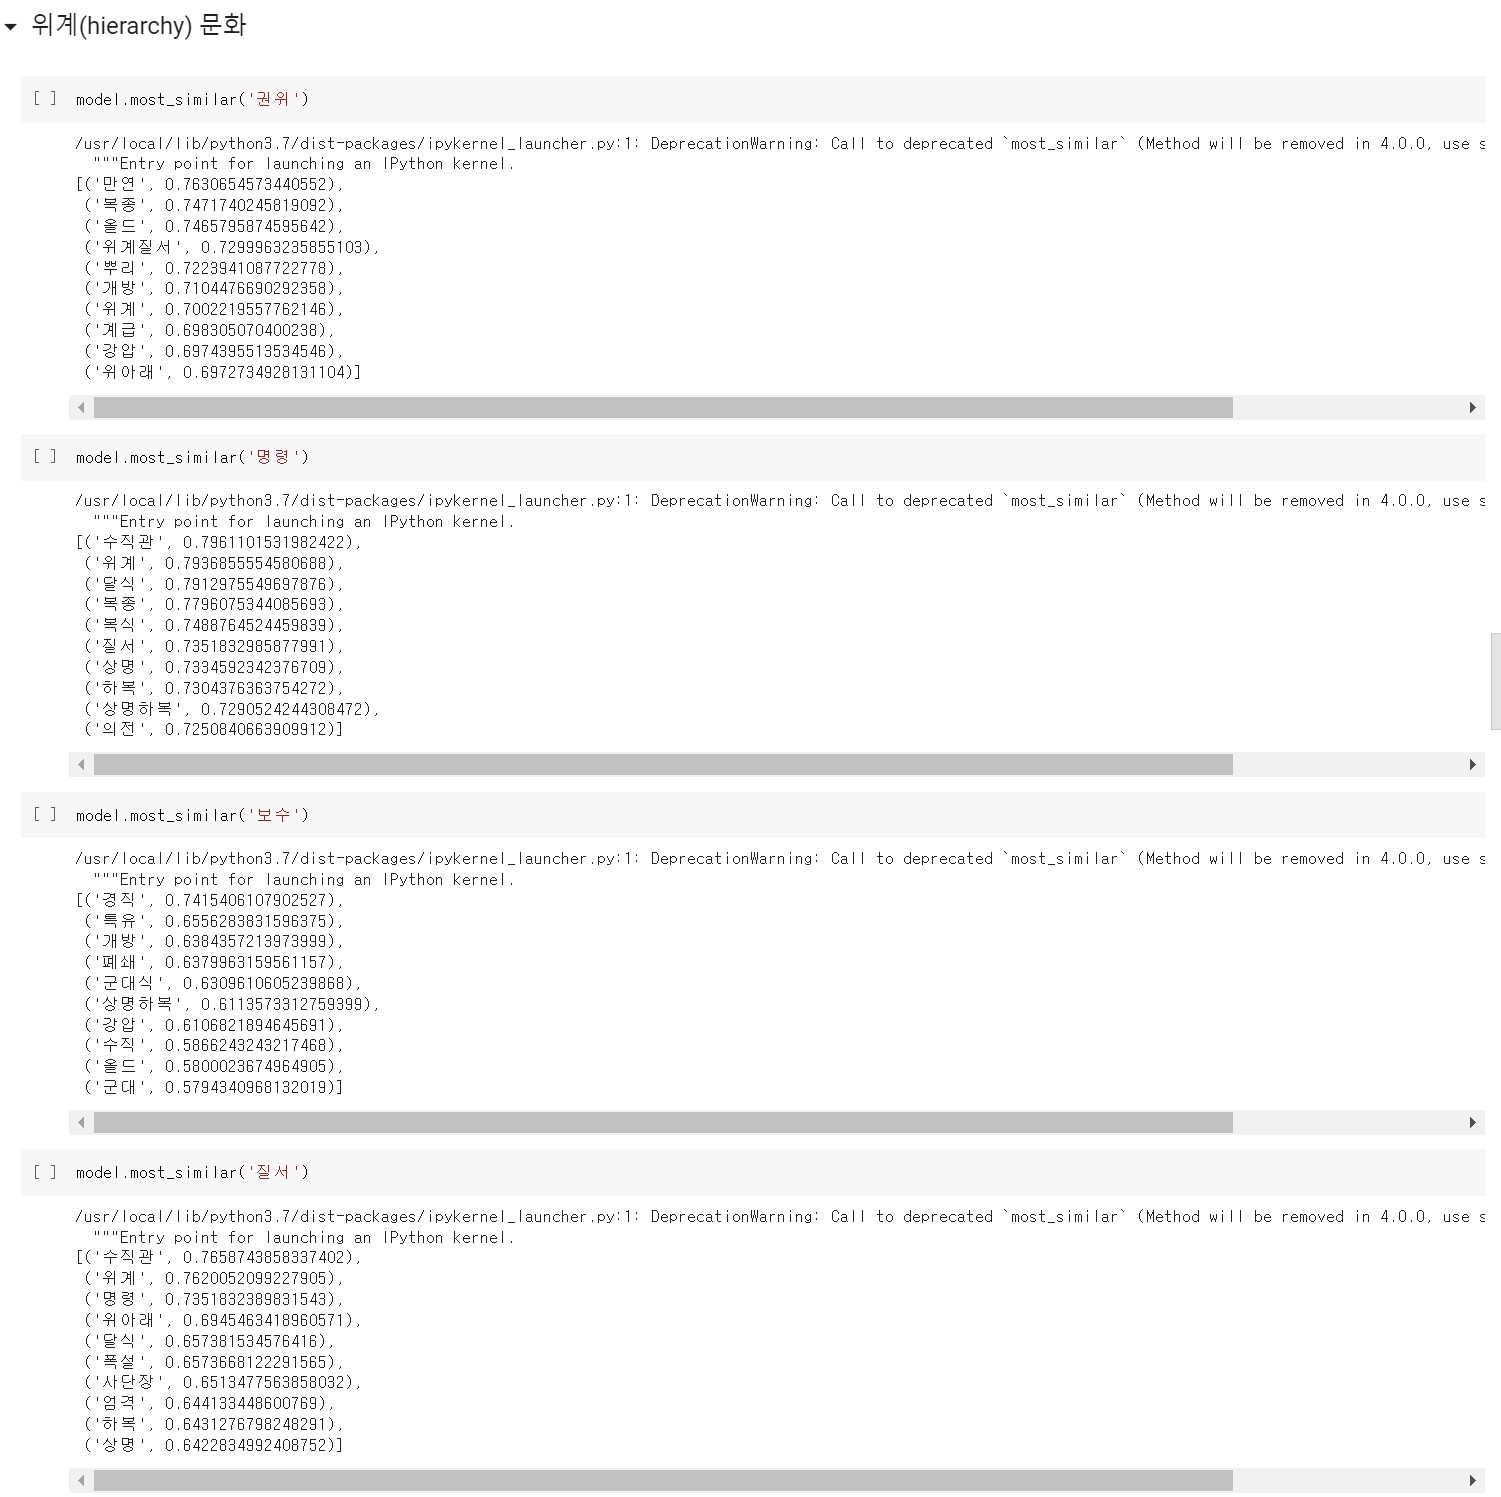 위계(hierarchy) 문화
[ ] model.most_similar('권위')
/usr/local/lib/python3.7/dist-packages/ipykernel_launcher.py:1: DeprecationWarning: Call to deprecated `most_similar` (Method will be removed in 4.0.0, use s
"""Entry point for launching an IPython kernel.
[('만연', 0.7630654573440552),
('복종', 0.7471740245819092),
('올드', 0.7465795874595642),
('위계질서', 0.7299963235855103),
('뿌리', 0.7223941087722778),
('개방', 0.7104476690292358),
('위계', 0.7002219557762146),
('계급', 0.698305070400238),
('강압', 0.6974395513534546),
('위아래', 0.6972734928131104)]
[ ] model.most_similar('명령')
/usr/local/lib/python3.7/dist-packages/ipykernel_launcher.py:1: DeprecationWarning: Call to deprecated `most_similar` (Method will be removed in 4.0.0, use s
"""Entry point for launching an IPython kernel.
[('수직관', 0.7961101531982422),
('위계', 0.7936855554580688),
('달식', 0.7912975549697876),
('복종', 0.7796075344085693),
('복식', 0.7488764524459839),
('질서', 0.7351832985877991),
('상명', 0.7334592342376709),
('하복', 0.7304376363754272),
('상명하복', 0.7290524244308472),
('의전', 0.7250840663909912)]
[ ] model.most_similar('보수')
/usr/local/lib/python3.7/dist-packages/ipykernel_launcher.py:1: DeprecationWarning: Call to deprecated `most_similar` (Method will be removed in 4.0.0, use s
"""Entry point for launching an IPython kernel.
[('경직', 0.7415406107902527),
('특유', 0.6556283831596375),
('개방', 0.6384357213973999),
('폐쇄', 0.6379963159561157),
('군대식', 0.6309610605239868),
('상명하복', 0.6113573312759399),
('강압', 0.6106821894645691),
('수직', 0.5866243243217468),
('올드', 0.5800023674964905),
('군대', 0.5794340968132019)]
[ ] model.most_similar('질서')
/usr/local/lib/python3.7/dist-packages/ipykernel_launcher.py:1: DeprecationWarning: Call to deprecated `most_similar` (Method will be removed in 4.0.0, use s
"""Entry point for launching an IPython kernel.
[('수직관', 0.7658743858337402),
('위계', 0.7620052099227905),
('명령', 0.7351832389831543),
('위아래', 0.6945463418960571),
('달식', 0.657381534576416),
('폭설', 0.6573668122291565),
('사단장', 0.6513477563858032),
('엄격', 0.644133448600769),
('하복', 0.6431276798248291),
('상명', 0.6422834992408752)]